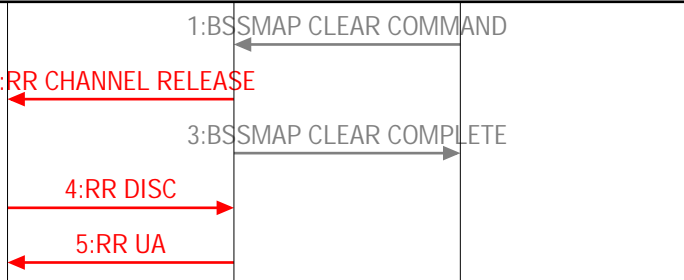 1:BSSMAP CLEAR COMMAND
:RR CHANNEL RELEASE
3:BSSMAP CLEAR COMPLETE
4:RR DISC
5:RR UA